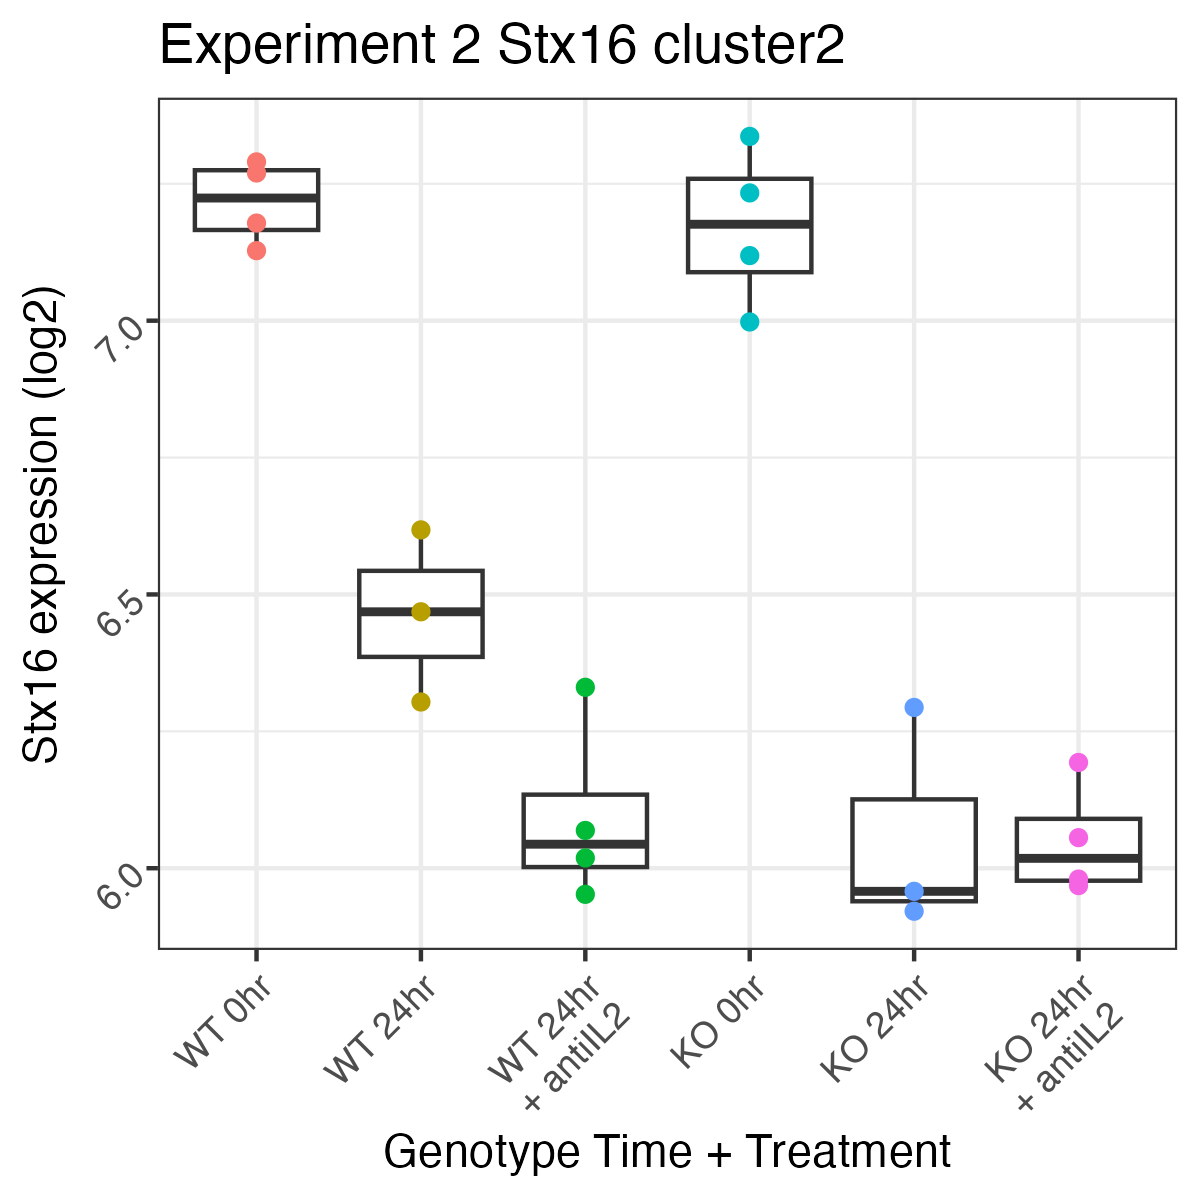 Experiment 2 Stx16 cluster2
Stx16 expression (log2)
7.0
6.5
6.0
WT 0hr
WT 24hr
WT 24hr
+ antiIL2
KO 0hr
KO 24hr
KO 24hr
+ antiIL2
Genotype Time + Treatment